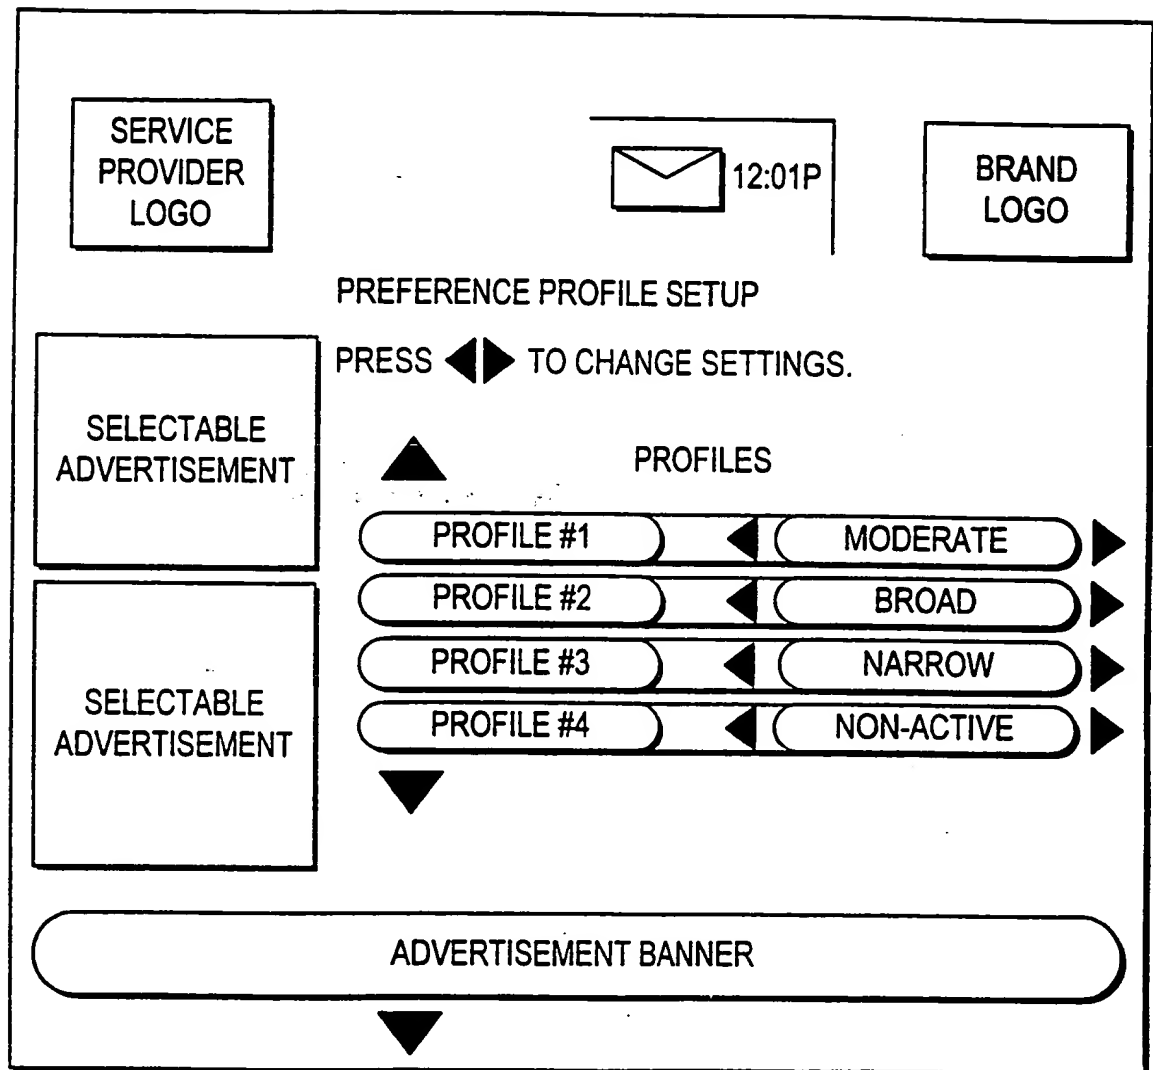 SERVICE
PROVIDER
LOGO
12:01P
BRAND
LOGO
PREFERENCE PROFILE SETUP
PRESS ◀▶ TO CHANGE SETTINGS.
SELECTABLE
ADVERTISEMENT
PROFILES
PROFILE #1 MODERATE
PROFILE #2 BROAD
PROFILE #3 NARROW
PROFILE #4 NON-ACTIVE
SELECTABLE
ADVERTISEMENT
ADVERTISEMENT BANNER